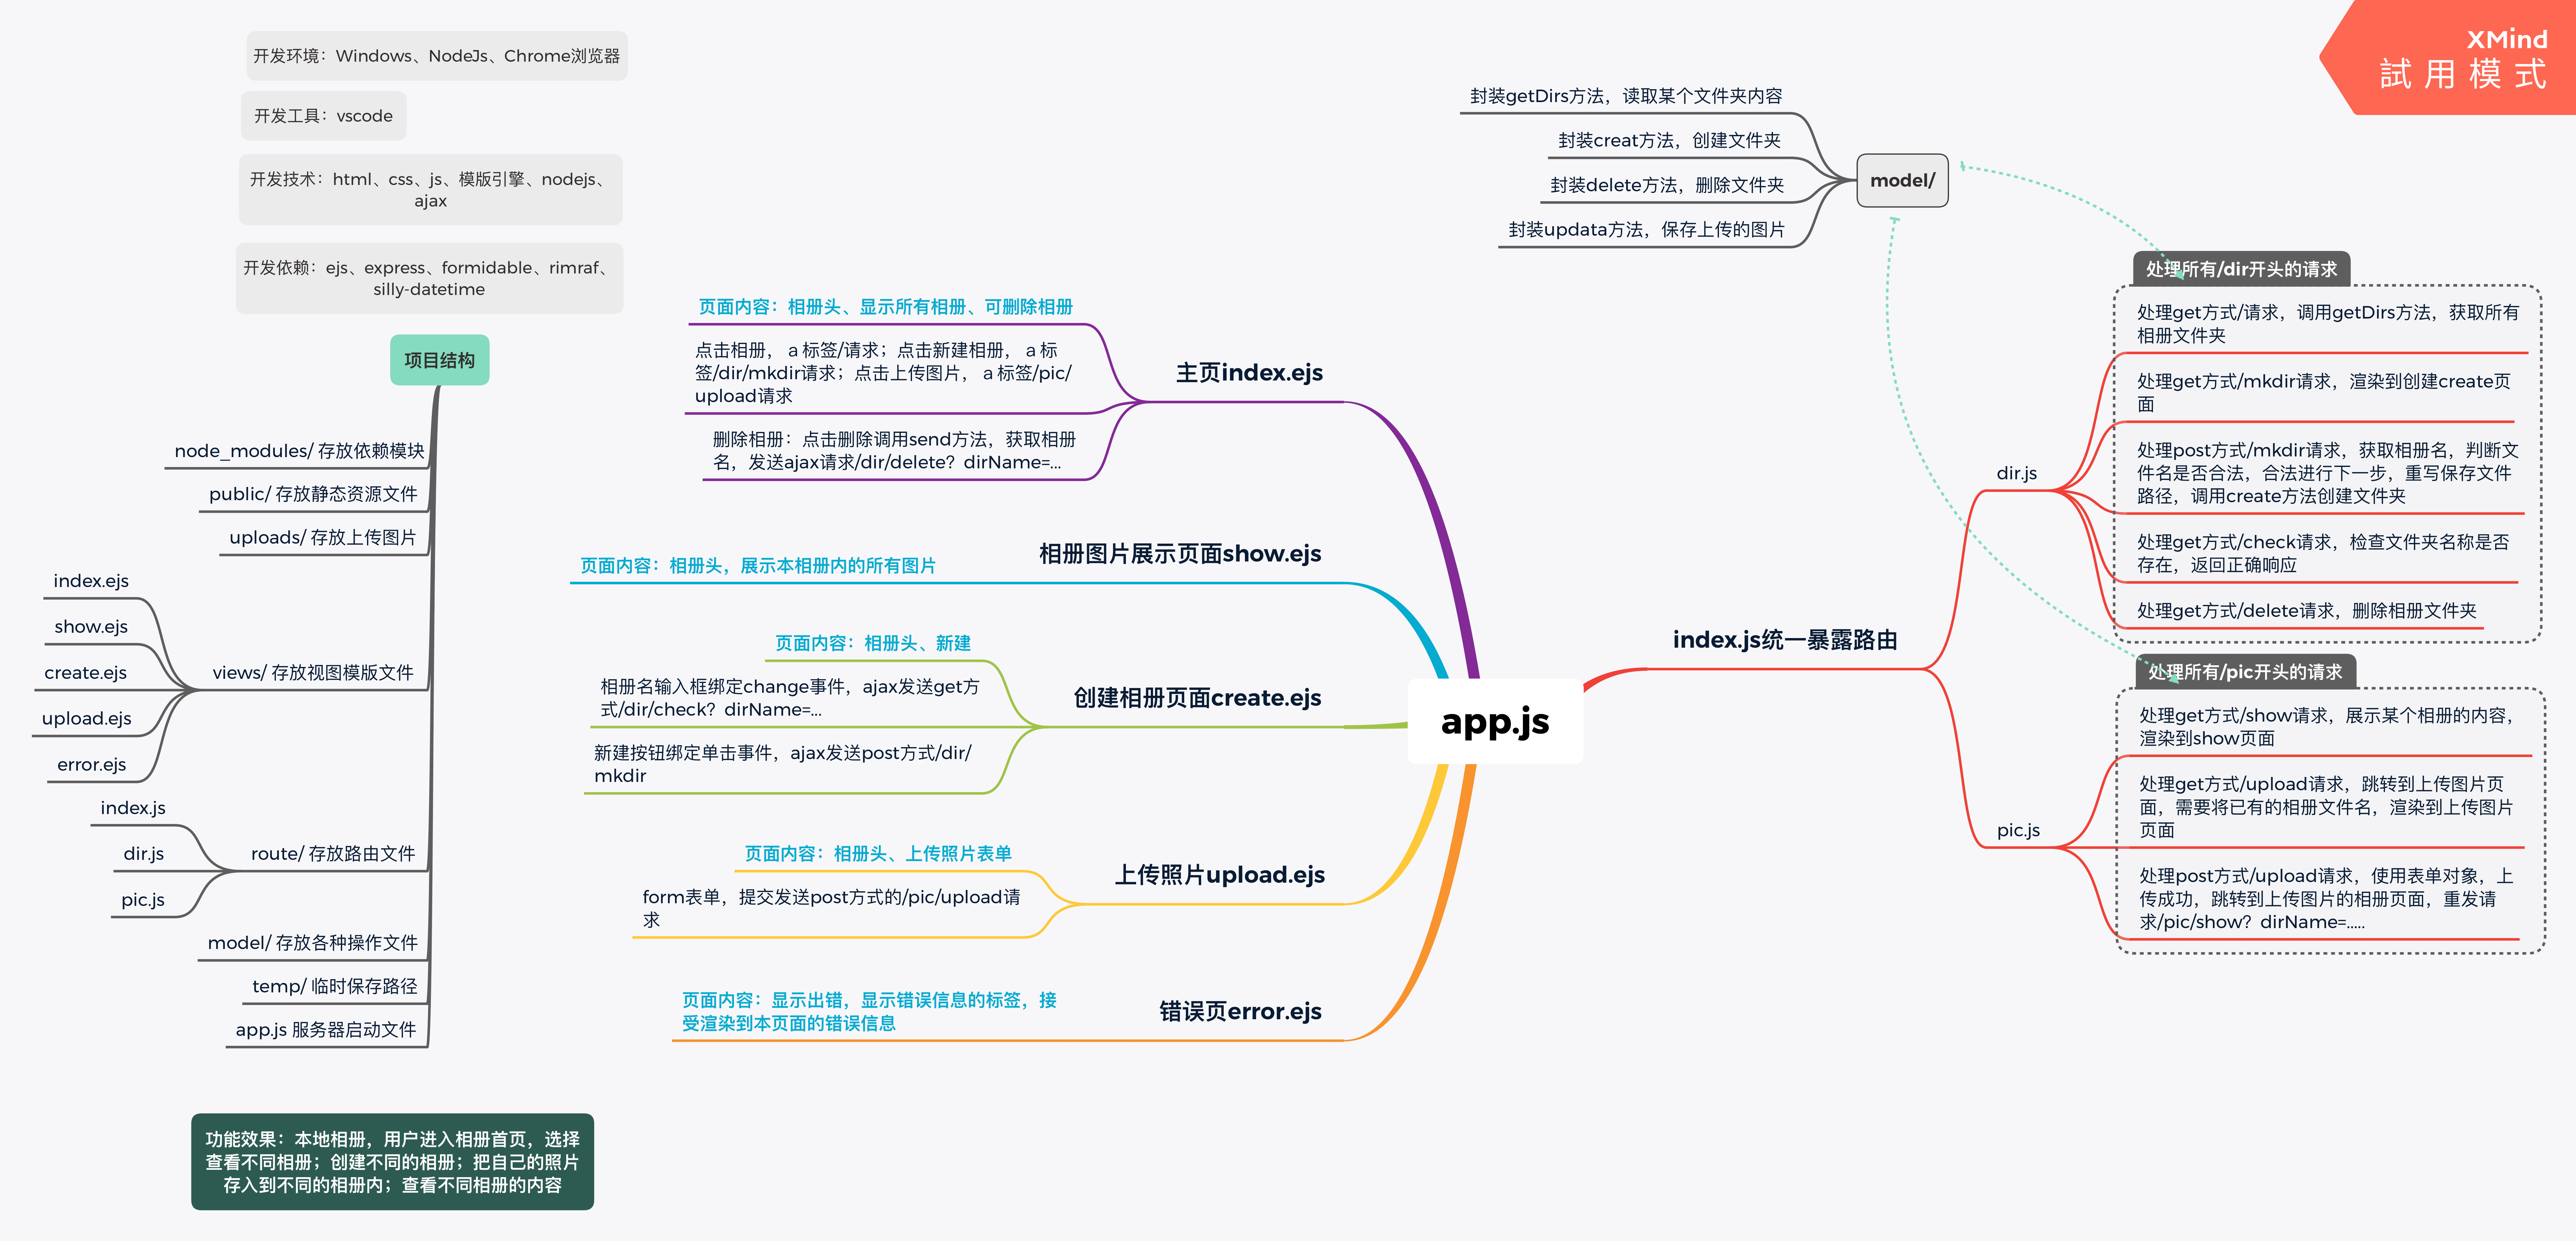 开发环境：Windows、NodeJs、Chrome浏览器
开发工具：vscode
开发技术：html、css、js、模版引擎、nodejs、
ajax
开发依赖：ejs、express、formidable、rimraf、
silly-datetime
项目结构
node_modules/ 存放依赖模块
public/ 存放静态资源文件
uploads/ 存放上传图片
index.ejs
show.ejs
create.ejs
upload.ejs
error.ejs
views/ 存放视图模版文件
index.js
dir.js
pic.js
route/ 存放路由文件
model/ 存放各种操作文件
temp/ 临时保存路径
app.js 服务器启动文件
功能效果：本地相册，用户进入相册首页，选择
查看不同相册；创建不同的相册；把自己的照片
存入到不同的相册内；查看不同相册的内容
页面内容：相册头、显示所有相册、可删除相册
点击相册，a 标签/请求；点击新建相册，a 标
签/dir/mkdir请求；点击上传图片，a 标签/pic/
upload请求
删除相册：点击删除调用send方法，获取相册
名，发送ajax请求/dir/delete？dirName=...
主页index.ejs
页面内容：相册头，展示本相册内的所有图片
相册图片展示页面show.ejs
页面内容：相册头、新建
相册名输入框绑定change事件，ajax发送get方
式/dir/check？dirName=...
新建按钮绑定单击事件，ajax发送post方式/dir/
mkdir
创建相册页面create.ejs
页面内容：相册头、上传照片表单
form表单，提交发送post方式的/pic/upload请
求
上传照片upload.ejs
页面内容：显示出错，显示错误信息的标签，接
受渲染到本页面的错误信息
错误页error.ejs
app.js
封装getDirs方法，读取某个文件夹内容
封装creat方法，创建文件夹
封装delete方法，删除文件夹
封装updata方法，保存上传的图片
model/
index.js统一暴露路由
dir.js
处理所有/dir开头的请求
处理get方式/请求，调用getDirs方法，获取所有
相册文件夹
处理get方式/mkdir请求，渲染到创建create页
面
处理post方式/mkdir请求，获取相册名，判断文
件名是否合法，合法进行下一步，重写保存文件
路径，调用create方法创建文件夹
处理get方式/check请求，检查文件夹名称是否
存在，返回正确响应
处理get方式/delete请求，删除相册文件夹
pic.js
处理所有/pic开头的请求
处理get方式/show请求，展示某个相册的内容，
渲染到show页面
处理get方式/upload请求，跳转到上传图片页
面，需要将已有的相册文件名，渲染到上传图片
页面
处理post方式/upload请求，使用表单对象，上
传成功，跳转到上传图片的相册页面，重发请
求/pic/show？dirName=.....
XMind
試用模式